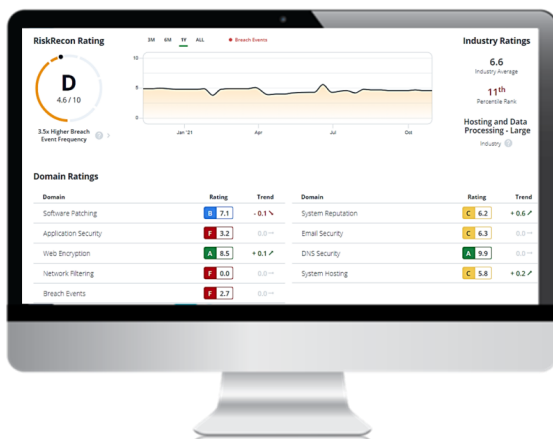 RiskRecon Rating
3M 6M 1Y ALL
Breach Events
Industry Ratings
D
4.6 / 10
3.5x Higher Breach
Event Frequency
10
5
0
Jan '21 Apr Jul Oct
6.6
Industry Average
11th
Percentile Rank
Hosting and Data
Processing - Large
Industry
Domain Ratings
Domain Rating Trend
Software Patching B 7.1 - 0.1
Application Security F 3.2 0.0
Web Encryption A 8.5 + 0.1
Network Filtering F 0.0 0.0
Breach Events F 2.7 0.0
Domain Rating Trend
System Reputation C 6.2 + 0.6
Email Security C 6.3 0.0
DNS Security A 9.9 0.0
System Hosting C 5.8 + 0.2